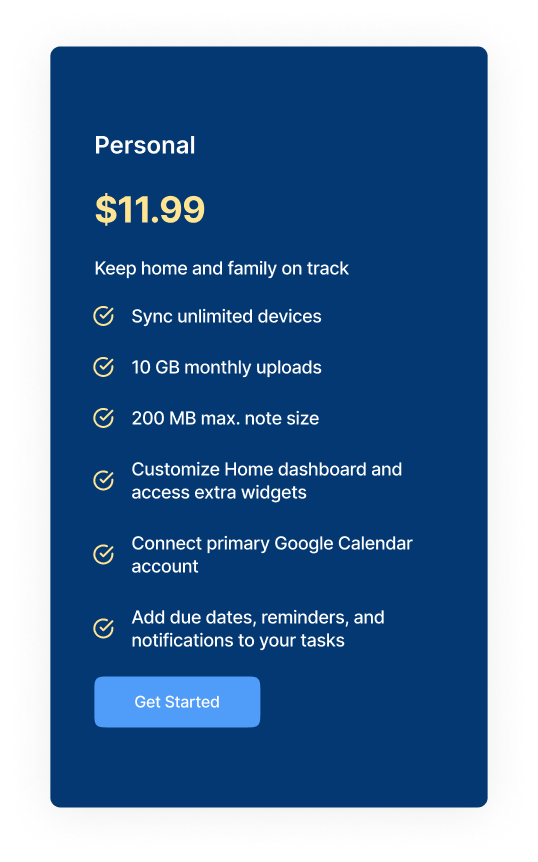 Personal
$11.99
Keep home and family on track
Sync unlimited devices
10 GB monthly uploads
200 MB max. note size
Customize Home dashboard and
access extra widgets
Connect primary Google Calendar
account
Add due dates, reminders, and
notifications to your tasks
Get Started